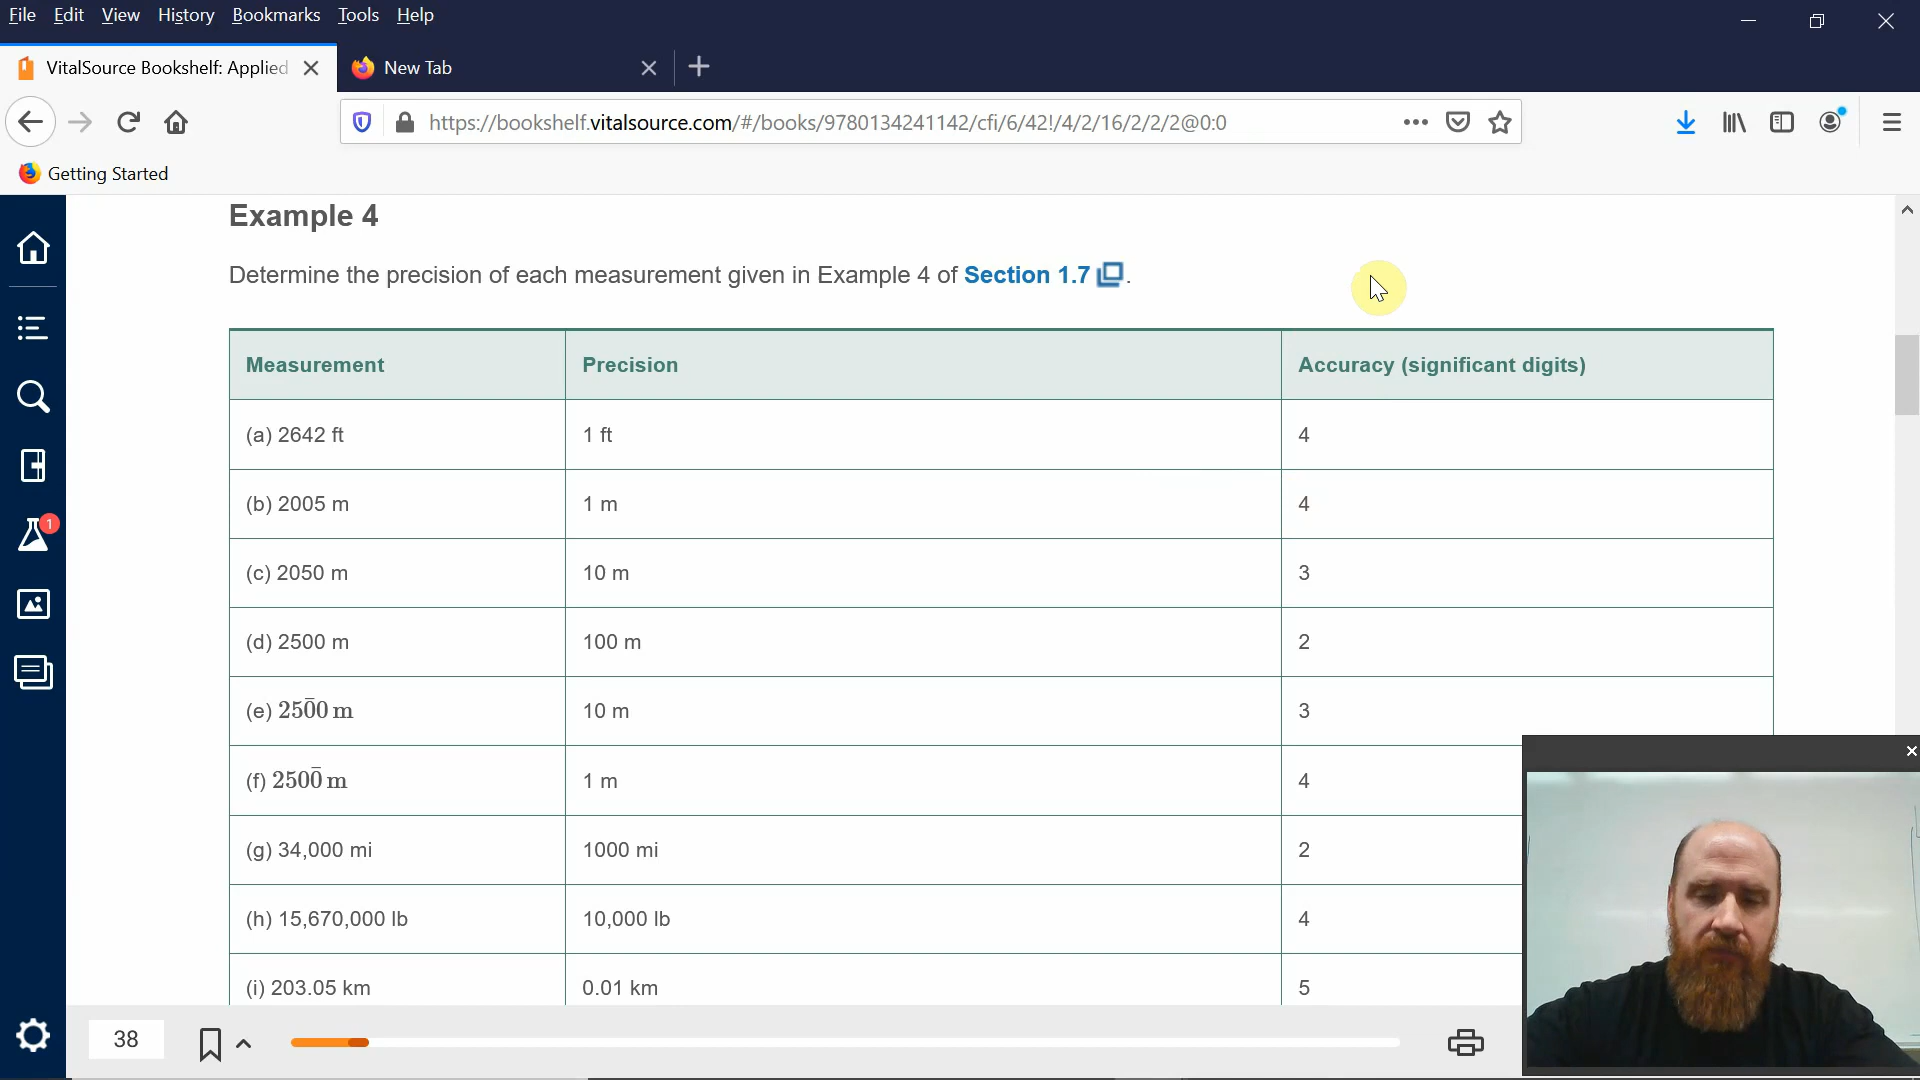 File Edit View History Bookmarks Tools Help
VitalSource Bookshelf: Applied
New Tab
https://bookshelf.vitalsource.com/#/books/9780134241142/cfi/6/42!/4/2/16/2/2/2@0:0
Getting Started
Example 4
Determine the precision of each measurement given in Example 4 of Section 1.7.
Measurement Precision Accuracy (significant digits)
(a) 2642 ft 1 ft 4
(b) 2005 m 1 m 4
(c) 2050 m 10 m 3
(d) 2500 m 100 m 2
(e) 250̄0 m 10 m 3
(f) 2500̄ m 1 m 4
(g) 34,000 mi 1000 mi 2
(h) 15,670,000 lb 10,000 lb 4
(i) 203.05 km 0.01 km 5
1
38